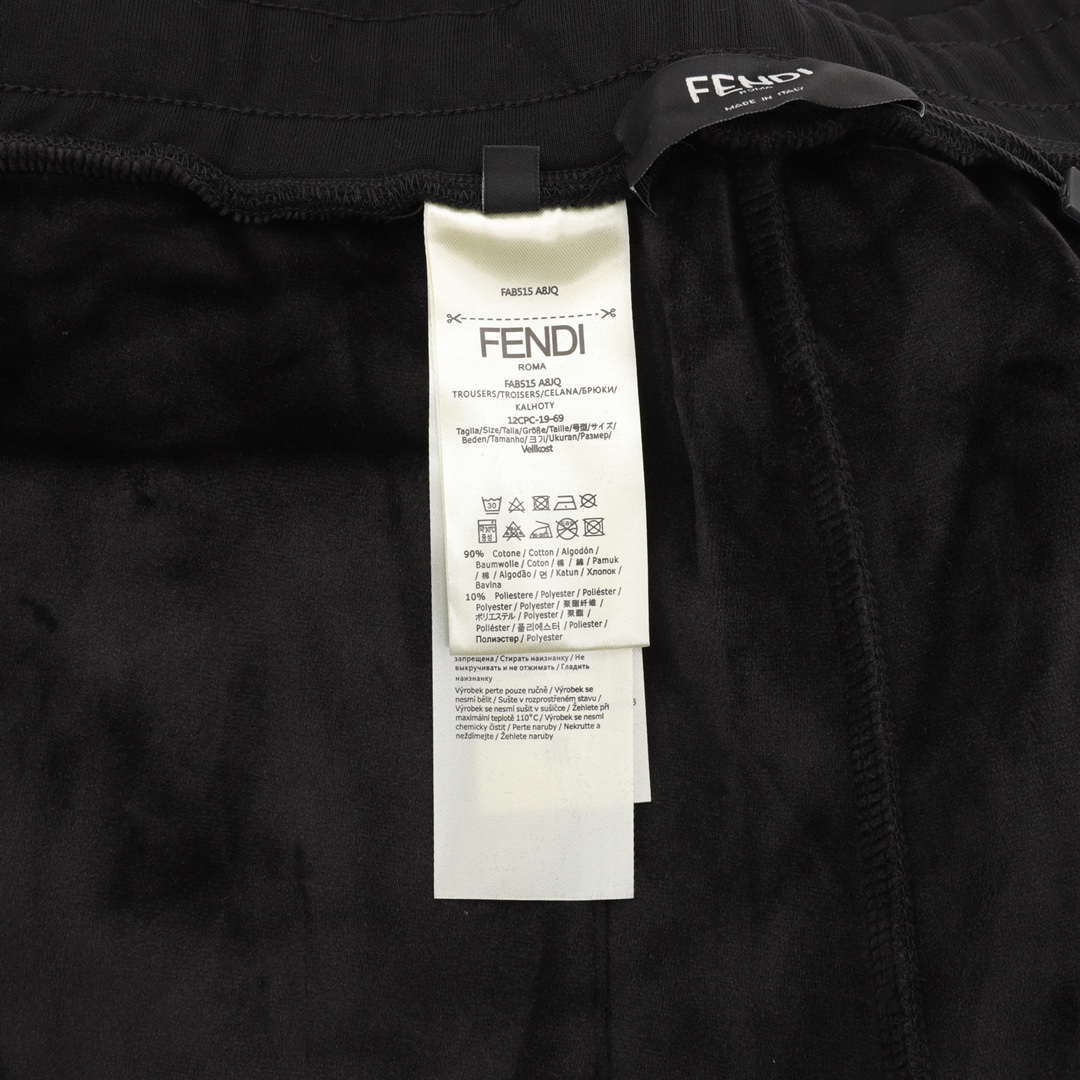 FENDI
ROMA
MADE IN ITALY
FAB515 A8JQ
FENDI
ROMA
FAB515 A8JQ
TROUSERS/TROISERS/CELANA/БРЮКИ/
KALHOTY
12CPC-19-69
Taglia/Size/Talla/Größe/Taille/号型/サイズ/
Beden/Tamanho/크기/Ukuran/Размер/
Velikost
30
90% Cotone / Cotton / Algodón /
Baumwolle / Coton / 棉 / 綿 / Pamuk
/ 棉 / Algodão / 면 / Katun / Хлопок /
Bavlna
10% Poliestere / Polyester / Poliéster /
Polyester / Polyester / 聚酯纤维 /
ポリエステル / Polyester / 聚酯 /
Poliéster / 폴리에스터 / Poliester /
Полиэстер / Polyester
запрещена / Стирать наизнанку / Не
выкручивать и не отжимать / Гладить
наизнанку
Výrobek perte pouze ručně / Výrobek se
nesmí bělit / Sušte v rozprostřeném stavu /
Výrobek se nesmí sušit v sušičce / Žehlete při
maximální teplotě 110°C / Výrobek se nesmí
chemicky čistit / Perte naruby / Nekruťte a
neždímejte / Žehlete naruby